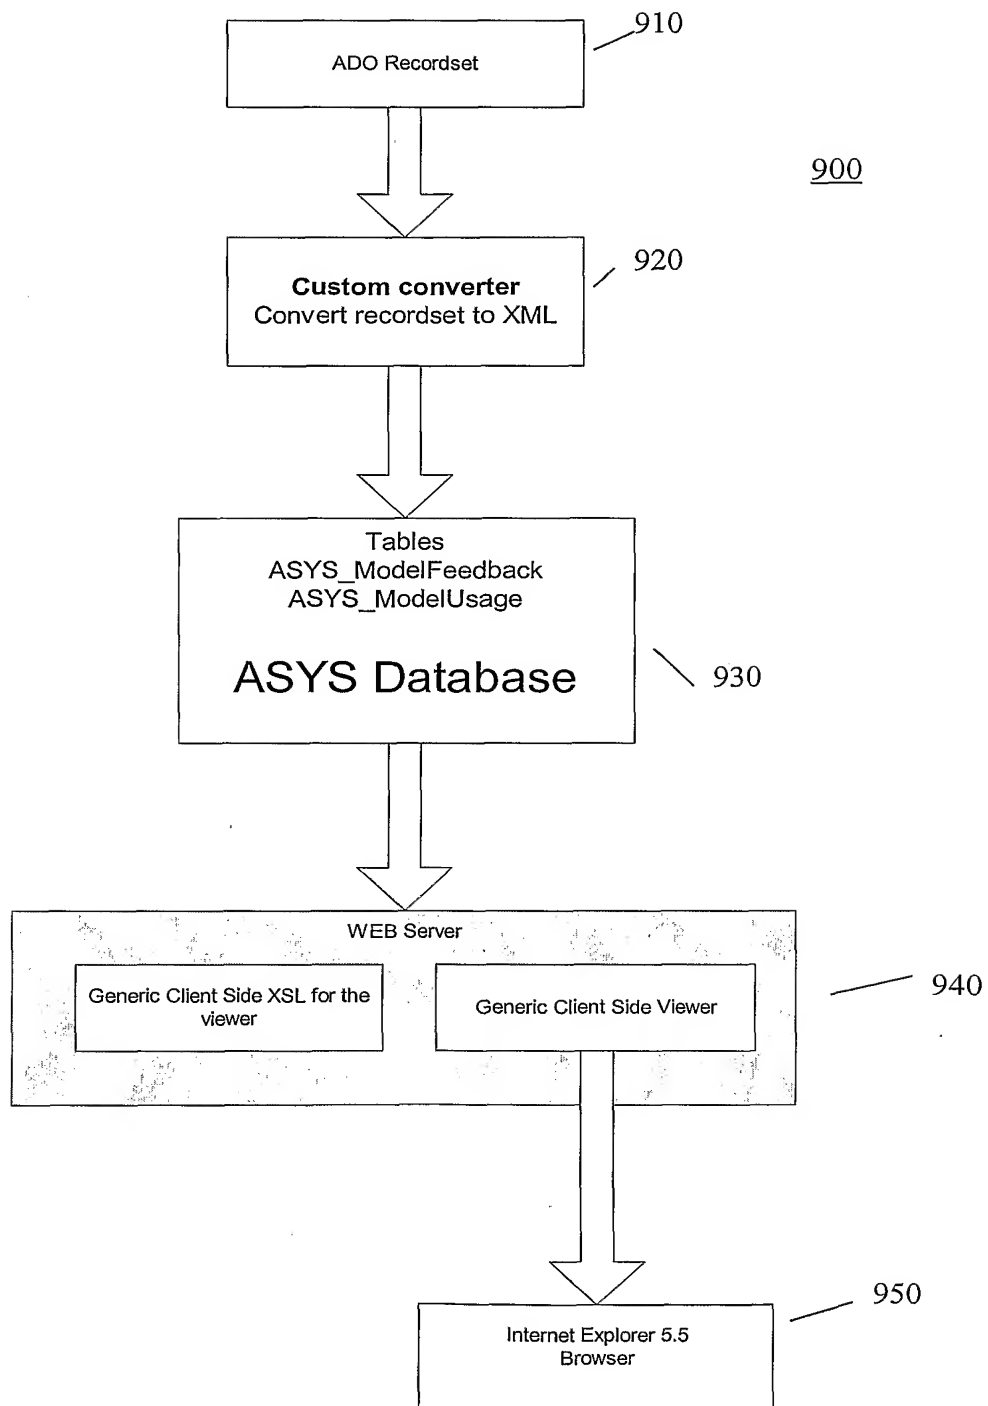 910
ADO Recordset
900
920
Custom converter
Convert recordset to XML
Tables
ASYS_ModelFeedback
ASYS_ModelUsage
ASYS Database
930
WEB Server
Generic Client Side XSL for the
viewer
Generic Client Side Viewer
940
950
Internet Explorer 5.5
Browser